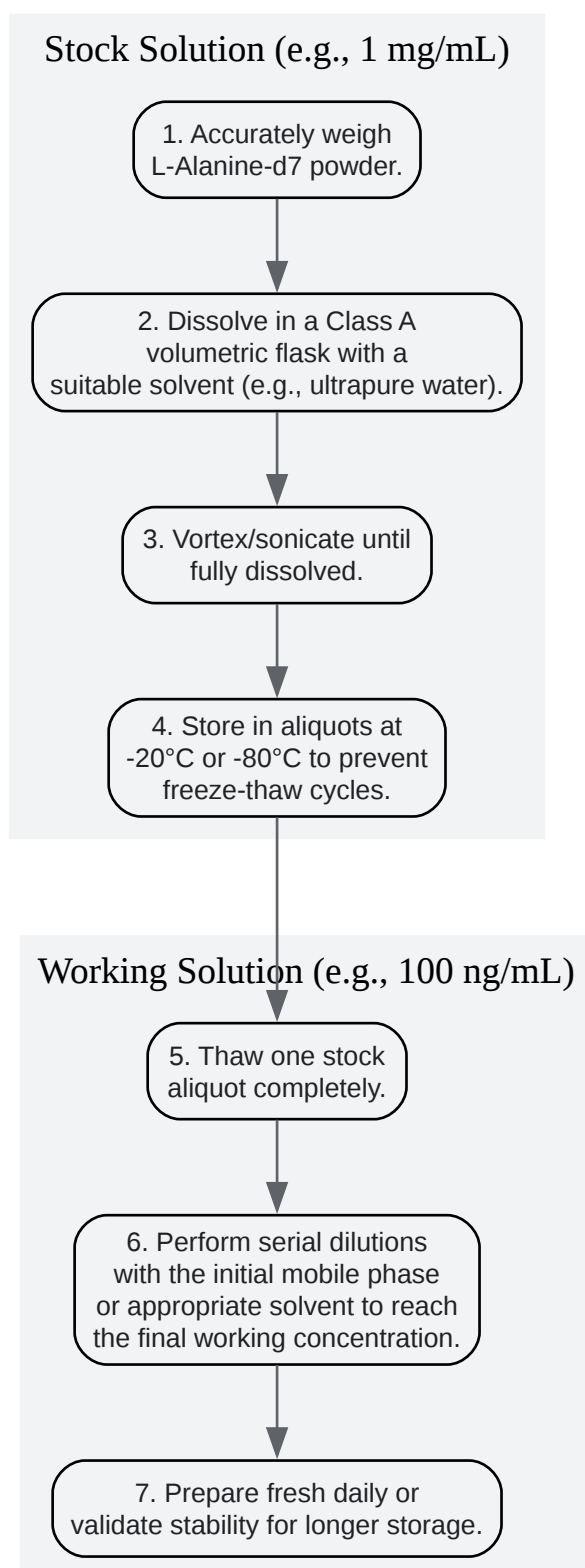 Stock Solution (e.g., 1 mg/mL)
1. Accurately weigh
L-Alanine-d7 powder.
2. Dissolve in a Class A
volumetric flask with a
suitable solvent (e.g., ultrapure water).
3. Vortex/sonicate until
fully dissolved.
4. Store in aliquots at
-20°C or -80°C to prevent
freeze-thaw cycles.
Working Solution (e.g., 100 ng/mL)
5. Thaw one stock
aliquot completely.
6. Perform serial dilutions
with the initial mobile phase
or appropriate solvent to reach
the final working concentration.
7. Prepare fresh daily or
validate stability for longer storage.